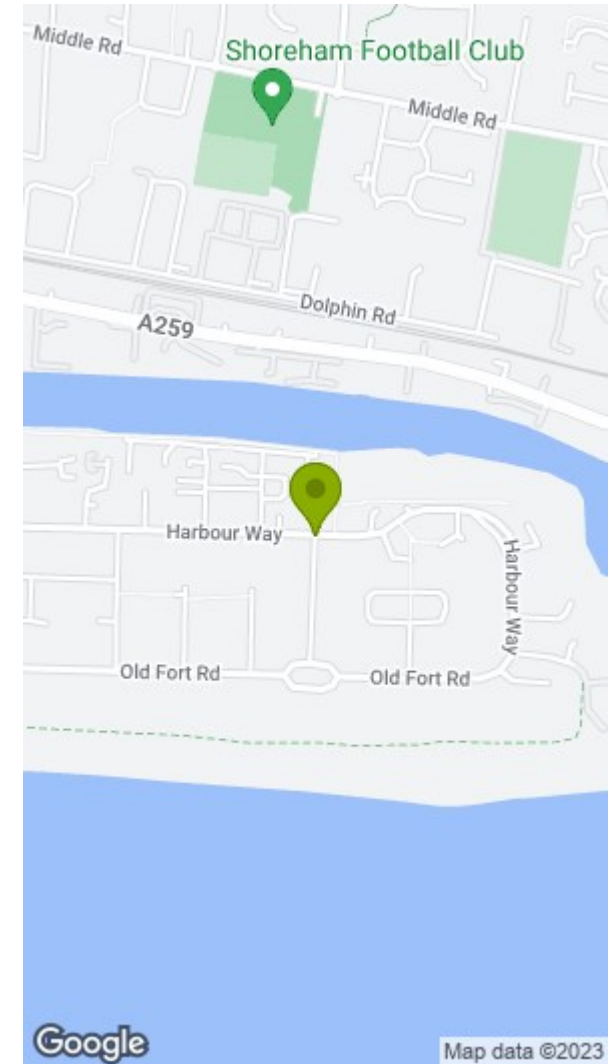 Middle Rd
Shoreham Football Club
Middle Rd
Dolphin Rd
A259
Harbour Way
Harbour Way
Old Fort Rd
Old Fort Rd
Google
Map data ©2023